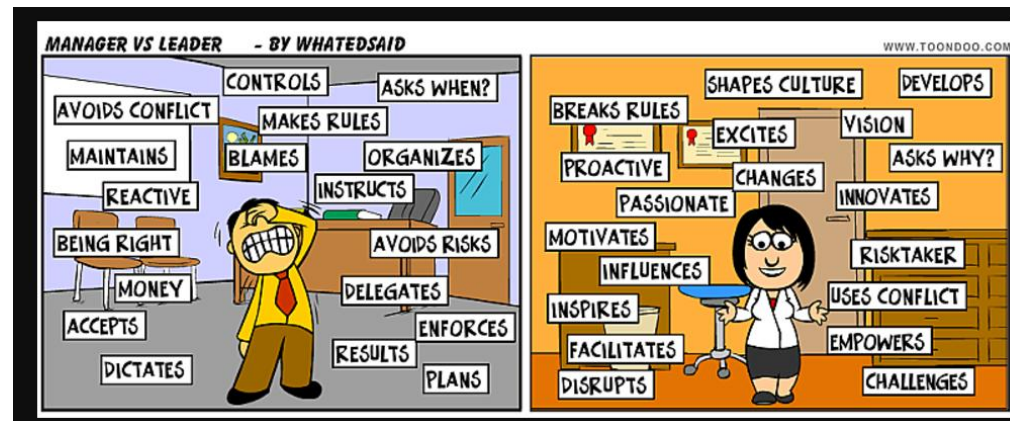 MANAGER VS LEADER - BY WHATEDSAID
WWW.TOONDOO.COM
CONTROLS
ASKS WHEN?
AVOIDS CONFLICT
MAKES RULES
MAINTAINS
BLAMES
ORGANIZES
REACTIVE
INSTRUCTS
BEING RIGHT
AVOIDS RISKS
MONEY
DELEGATES
ACCEPTS
ENFORCES
RESULTS
DICTATES
PLANS
SHAPES CULTURE
DEVELOPS
BREAKS RULES
EXCITES
VISION
PROACTIVE
ASKS WHY?
CHANGES
PASSIONATE
INNOVATES
MOTIVATES
RISKTAKER
INFLUENCES
USES CONFLICT
INSPIRES
EMPOWERS
FACILITATES
DISRUPTS
CHALLENGES